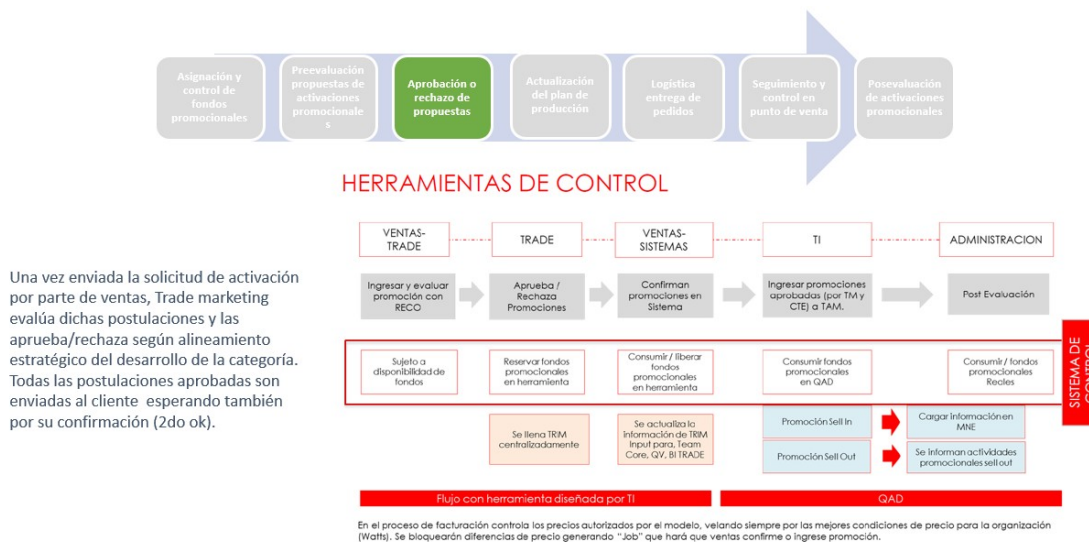 Asignación y
control de
fondos
promocionales
Preevaluación
propuestas de
activaciones
promocionale
s
Aprobación o
rechazo de
propuestas
Actualización
del plan de
producción
Logística
entrega de
pedidos
Seguimiento y
control en
punto de venta
Posevaluación
de activaciones
promocionales
HERRAMIENTAS DE CONTROL
Una vez enviada la solicitud de activación
por parte de ventas, Trade marketing
evalúa dichas postulaciones y las
aprueba/rechaza según alineamiento
estratégico del desarrollo de la categoría.
Todas las postulaciones aprobadas son
enviadas al cliente esperando también
por su confirmación (2do ok).
VENTAS-
TRADE
TRADE
VENTAS-
SISTEMAS
TI
ADMINISTRACION
Ingresar y evaluar
promoción con
RECO
Aprueba /
Rechaza
Promociones
Confirman
promociones en
Sistema
Ingresar promociones
aprobadas (por TM y
CTE) a TAM.
Post Evaluación
Sujeto a
disponibilidad de
fondos
Reservar fondos
promocionales
en herramienta
Consumir / liberar
fondos
promocionales
en herramienta
Consumir fondos
promocionales
en QAD
Consumir / fondos
promocionales
Reales
SISTEMA DE
CONTROL
Se llena TRIM
centralizadamente
Se actualiza la
información de TRIM
Input para, Team
Core, QV, BI TRADE
Promoción Sell In
Cargar información en
MNE
Promoción Sell Out
Se informan actividades
promocionales sell out
Flujo con herramienta diseñada por TI
QAD
En el proceso de facturación controla los precios autorizados por el modelo, velando siempre por las mejores condiciones de precio para la organización
(Watts). Se bloquearán diferencias de precio generando "Job" que hará que ventas confirme o ingrese promoción.